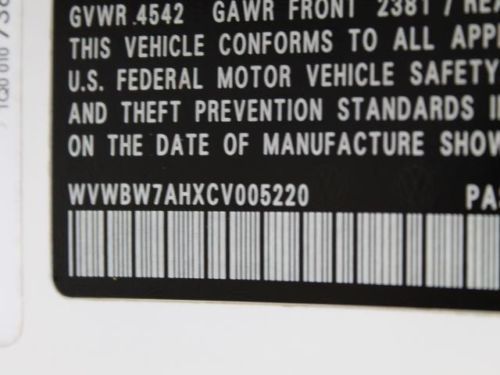 GVWR 4542 GAWR FRONT 2381 /
THIS VEHICLE CONFORMS TO ALL
U.S. FEDERAL MOTOR VEHICLE SAFETY
AND THEFT PREVENTION STANDARDS
ON THE DATE OF MANUFACTURE
WVWBW7AHXCV005220